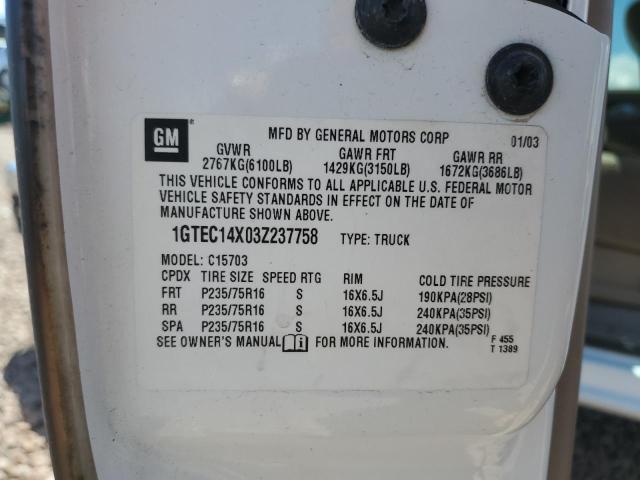 GM
MFD BY GENERAL MOTORS CORP 01/03
GVWR GAWR FRT GAWR RR
2767KG(6100LB) 1429KG(3150LB) 1672KG(3686LB)
THIS VEHICLE CONFORMS TO ALL APPLICABLE U.S. FEDERAL MOTOR
VEHICLE SAFETY STANDARDS IN EFFECT ON THE DATE OF
MANUFACTURE SHOWN ABOVE.
1GTEC14X03Z237758 TYPE: TRUCK
MODEL: C15703
CPDX TIRE SIZE SPEED RTG RIM COLD TIRE PRESSURE
FRT P235/75R16 S 16X6.5J 190KPA(28PSI)
RR P235/75R16 S 16X6.5J 240KPA(35PSI)
SPA P235/75R16 S 16X6.5J 240KPA(35PSI)
SEE OWNER'S MANUAL FOR MORE INFORMATION.
F 455
T 1389